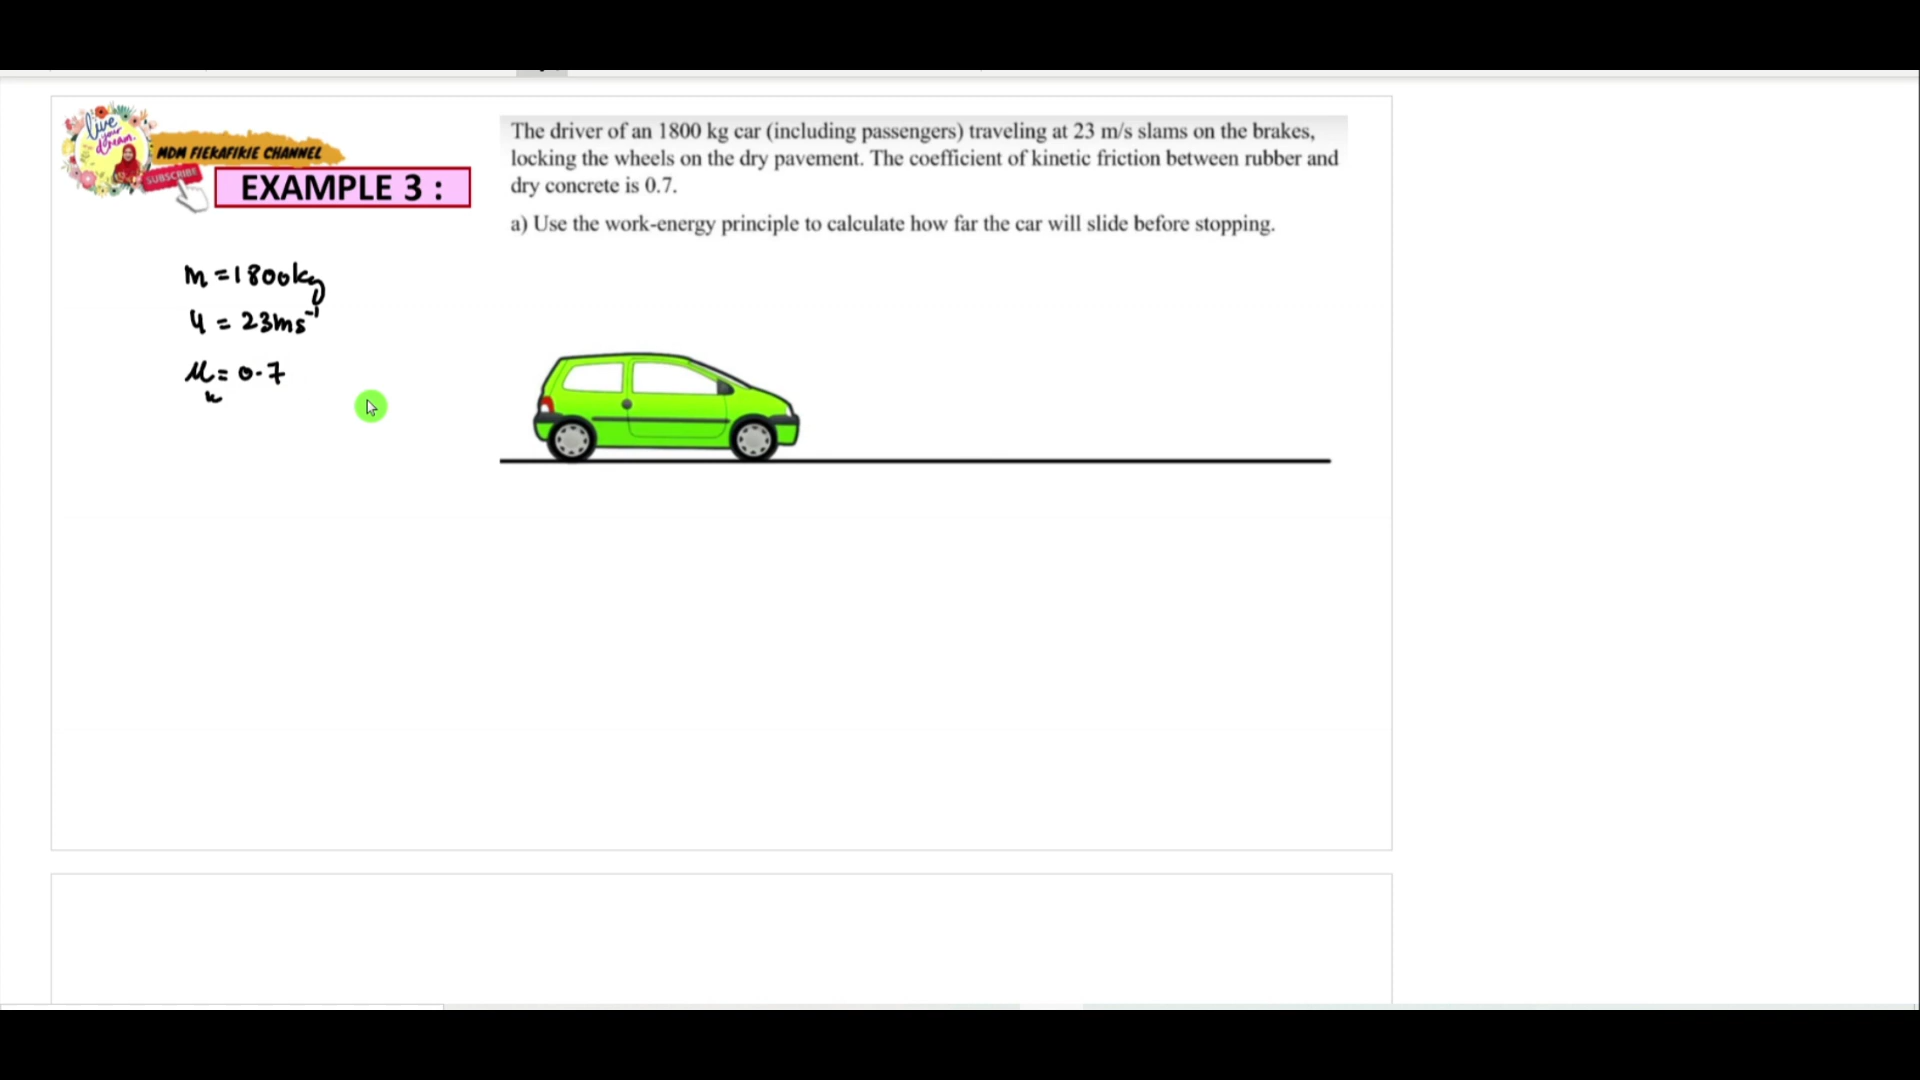 live
your
dream.
MDM FIEKAFIKIE CHANNEL
SUBSCRIBE
EXAMPLE 3 :
The driver of an 1800 kg car (including passengers) traveling at 23 m/s slams on the brakes,
locking the wheels on the dry pavement. The coefficient of kinetic friction between rubber and
dry concrete is 0.7.
a) Use the work-energy principle to calculate how far the car will slide before stopping.
m = 1800kg
u = 23ms⁻¹
μₖ = 0.7